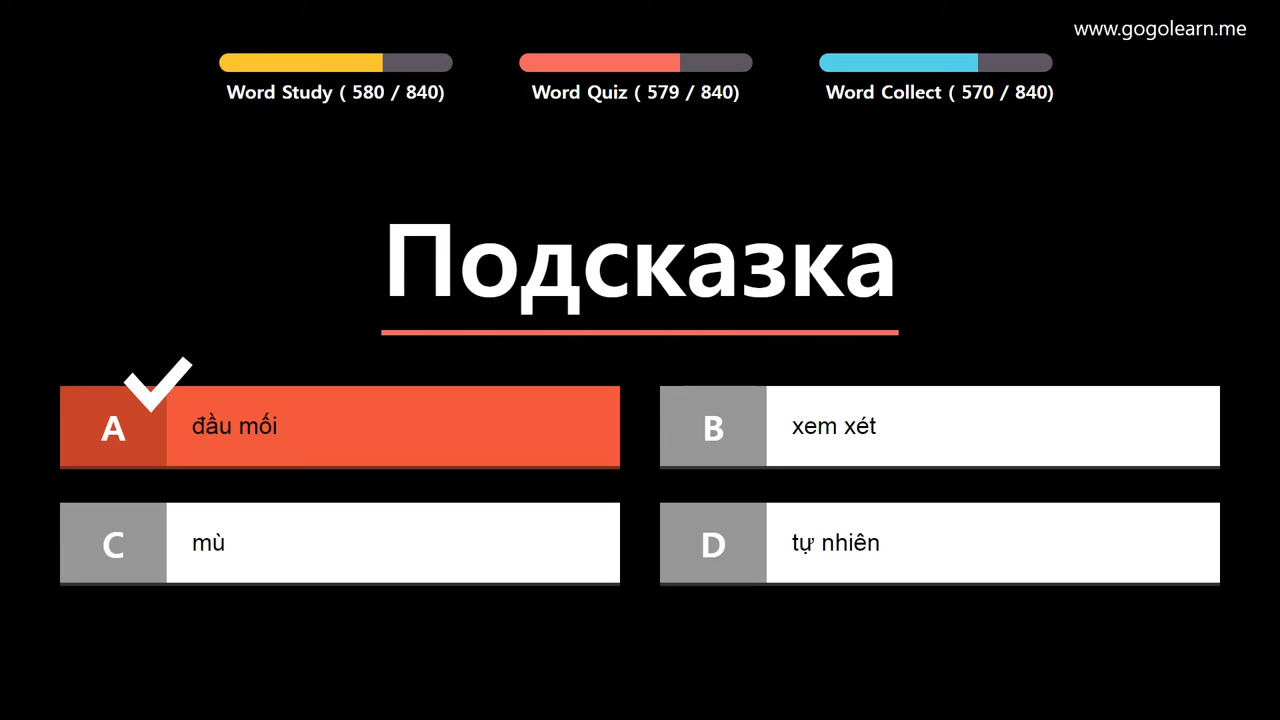 www.gogolearn.me
Word Study ( 580 / 840)
Word Quiz ( 579 / 840)
Word Collect ( 570 / 840)
Подсказка
A đầu mối
B xem xét
C mù
D tự nhiên